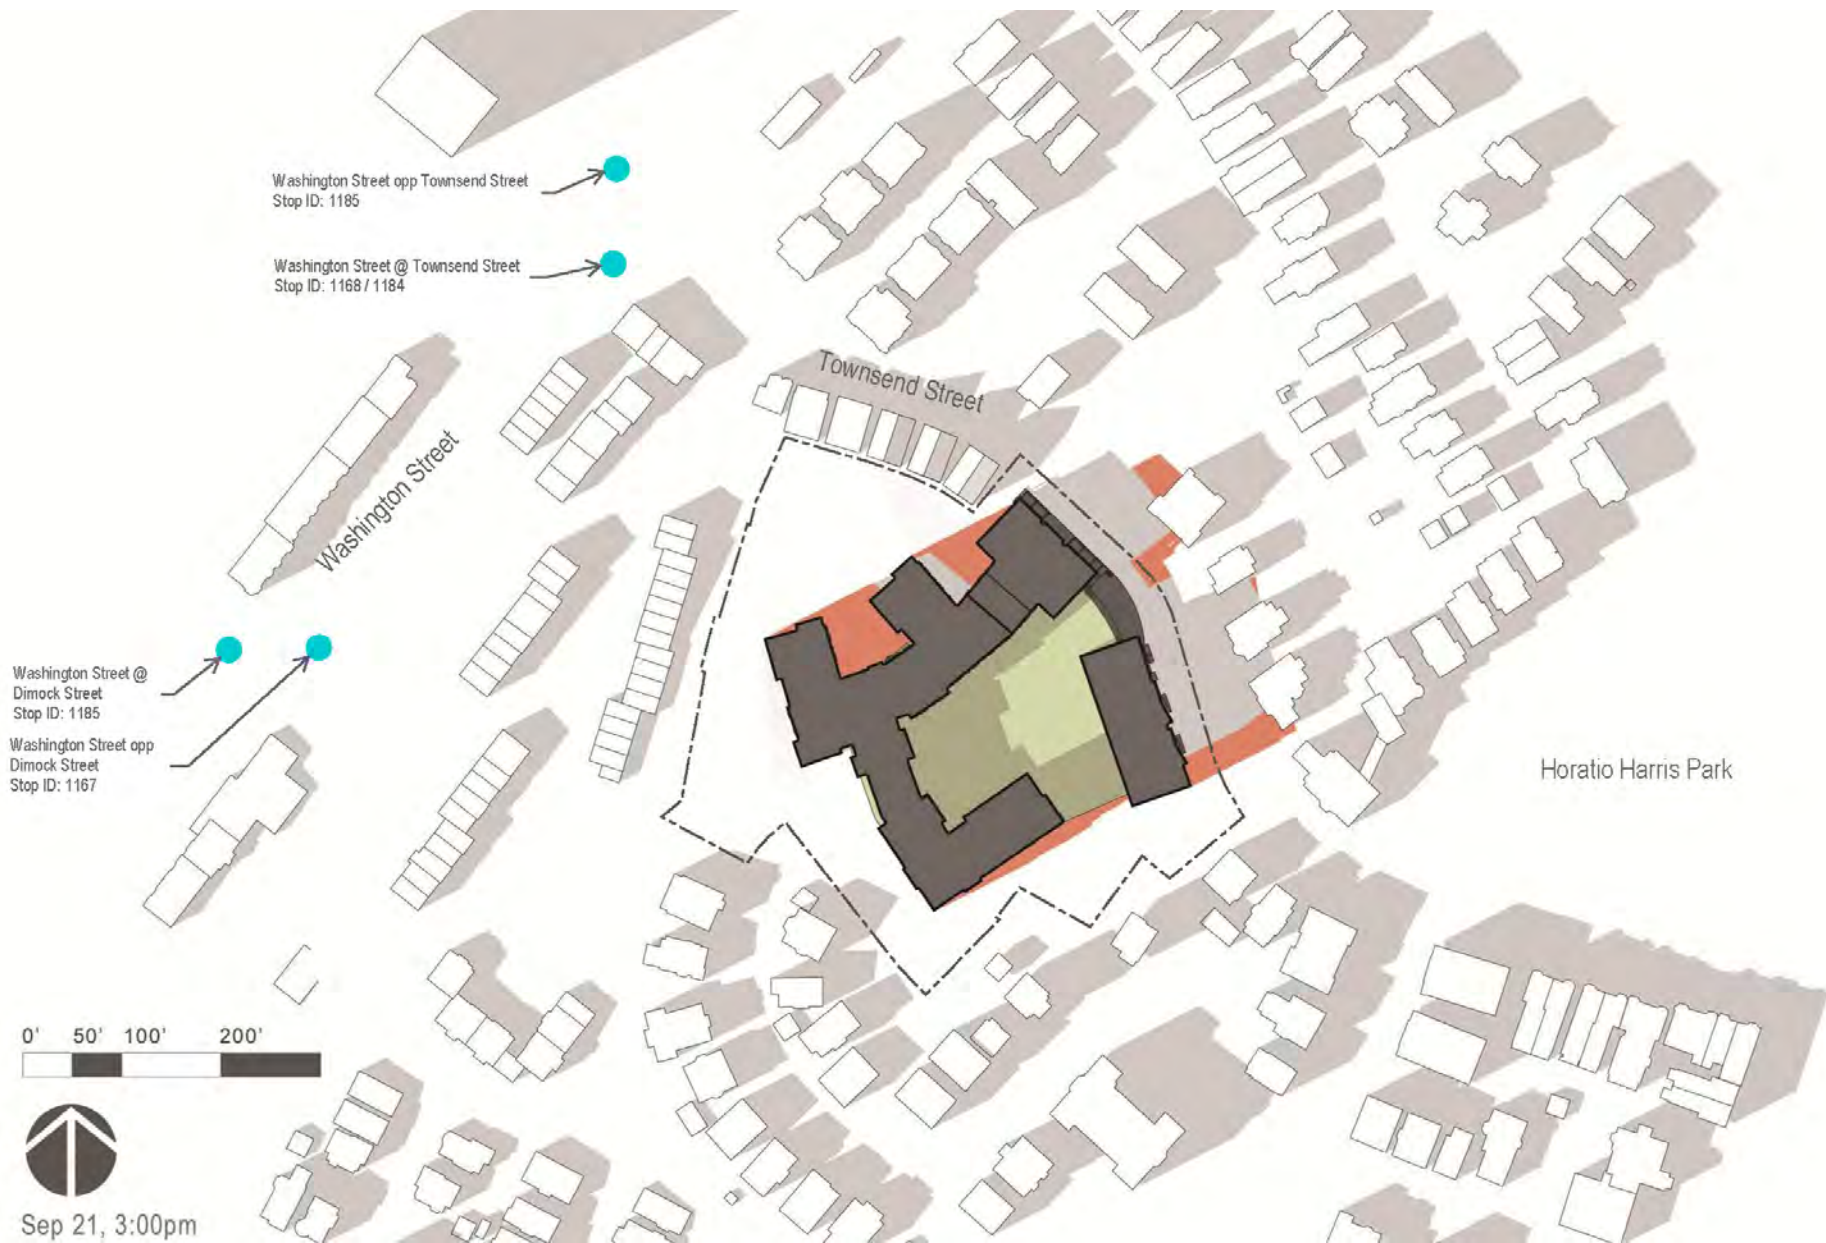 Washington Street opp Townsend Street
Stop ID: 1185
Washington Street @ Townsend Street
Stop ID: 1168 / 1184
Townsend Street
Washington Street
Washington Street @
Dimock Street
Stop ID: 1185
Washington Street opp
Dimock Street
Stop ID: 1167
Horatio Harris Park
0' 50' 100' 200'
Sep 21, 3:00pm